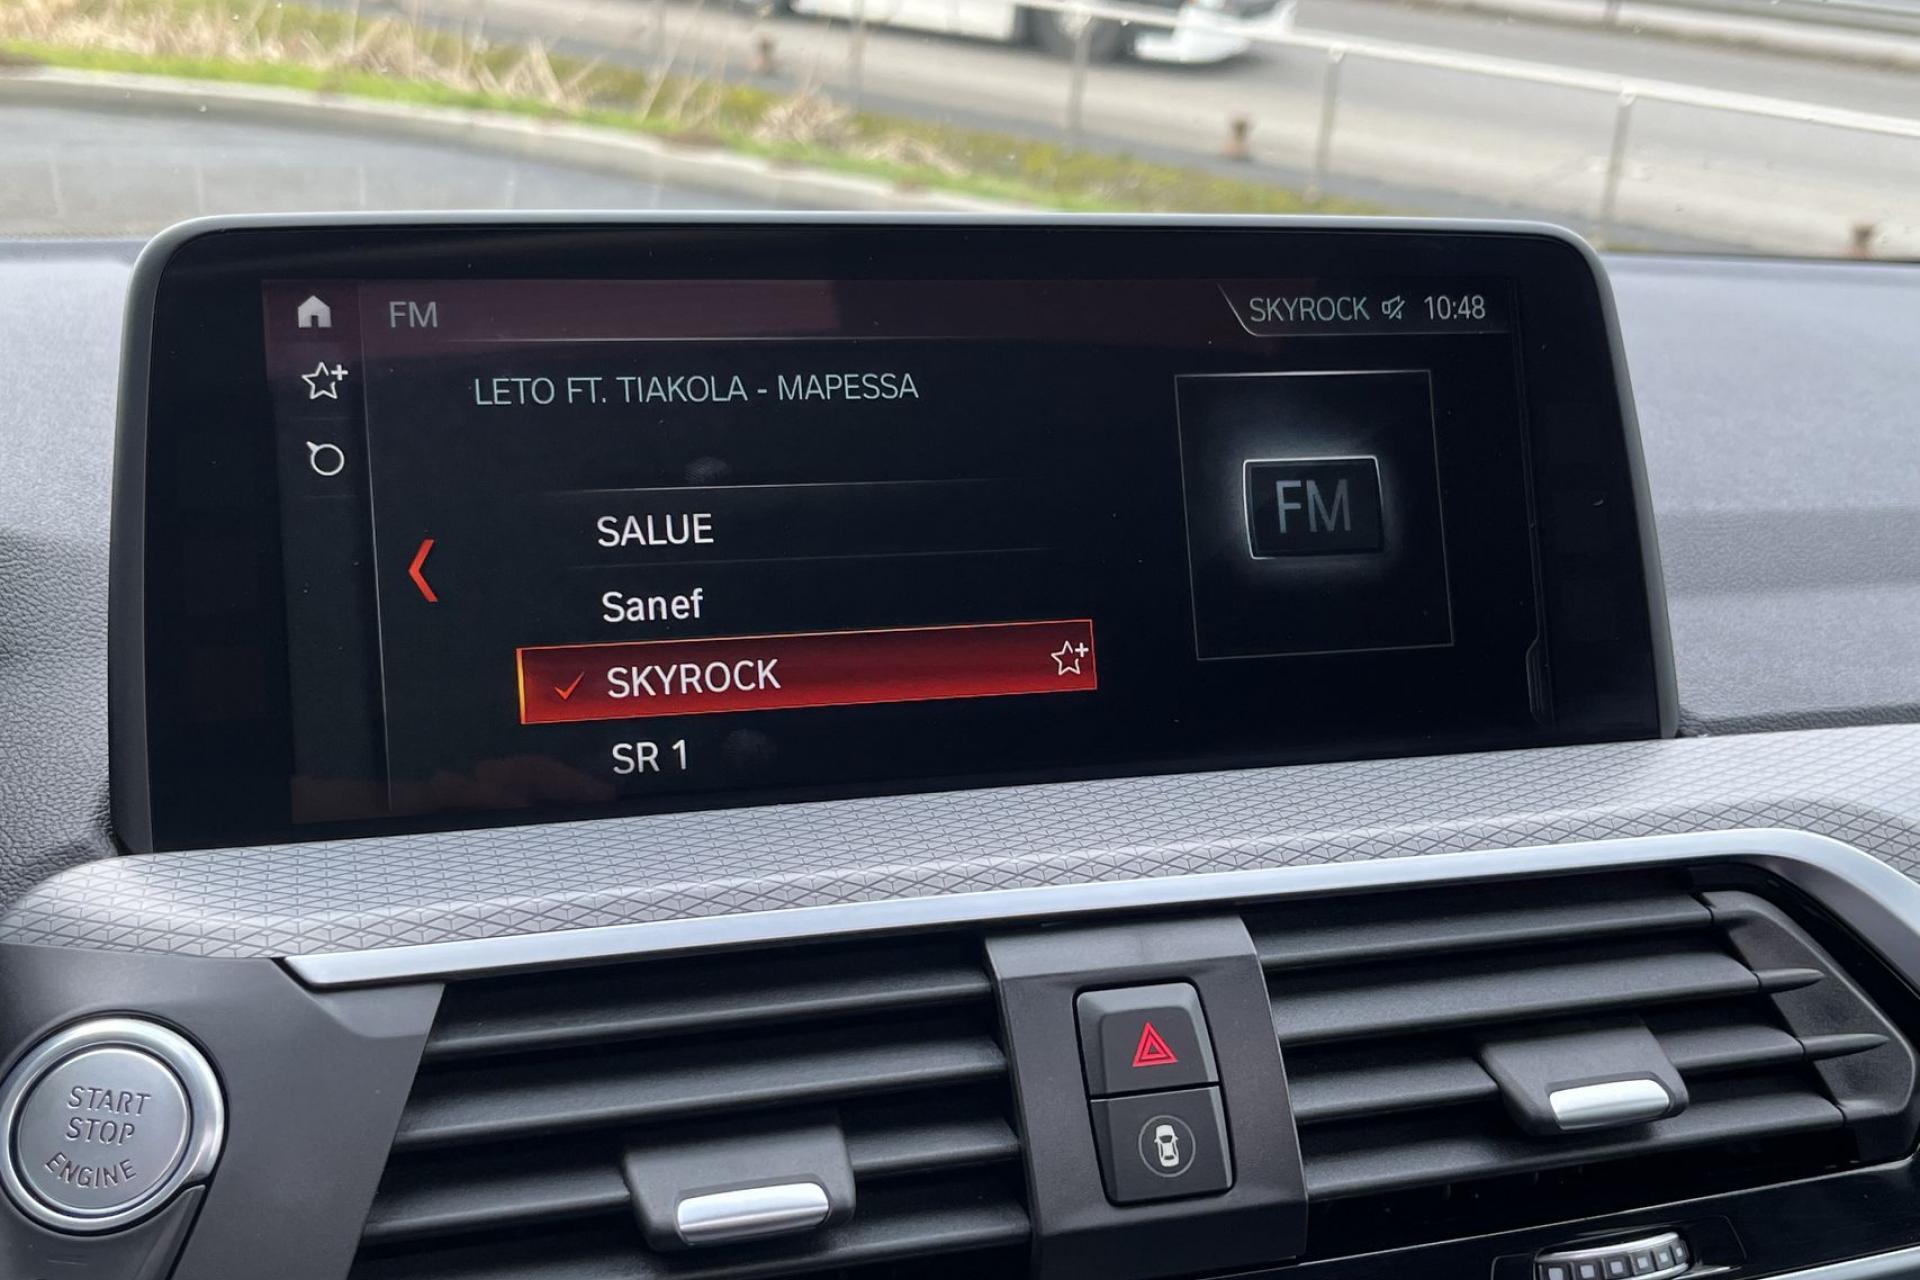 FM
SKYROCK 10:48
LETO FT. TIAKOLA - MAPESSA
SALUE
Sanef
SKYROCK
SR 1
FM
START
STOP
ENGINE